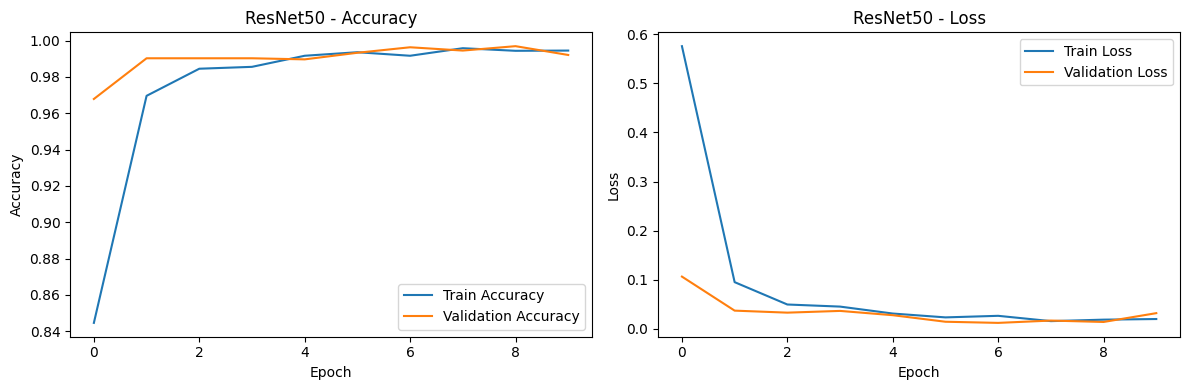 ResNet50 - Accuracy
1.00
0.98
0.96
0.94
0.92
0.90
0.88
0.86
0.84
Accuracy
0 2 4 6 8
Epoch
Train Accuracy
Validation Accuracy
ResNet50 - Loss
0.6
0.5
0.4
0.3
0.2
0.1
0.0
Loss
0 2 4 6 8
Epoch
Train Loss
Validation Loss